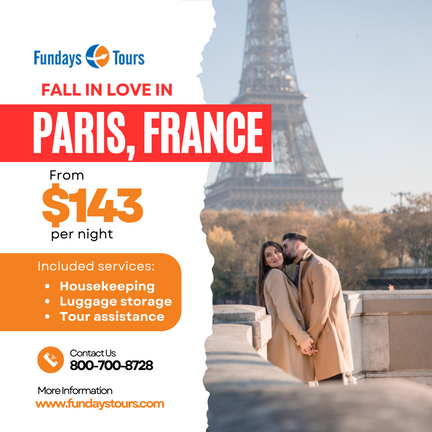 Fundays Tours
FALL IN LOVE IN
PARIS, FRANCE
From
$143
per night
Included services:
• Housekeeping
• Luggage storage
• Tour assistance
Contact Us
800-700-8728
More Information
www.fundaystours.com